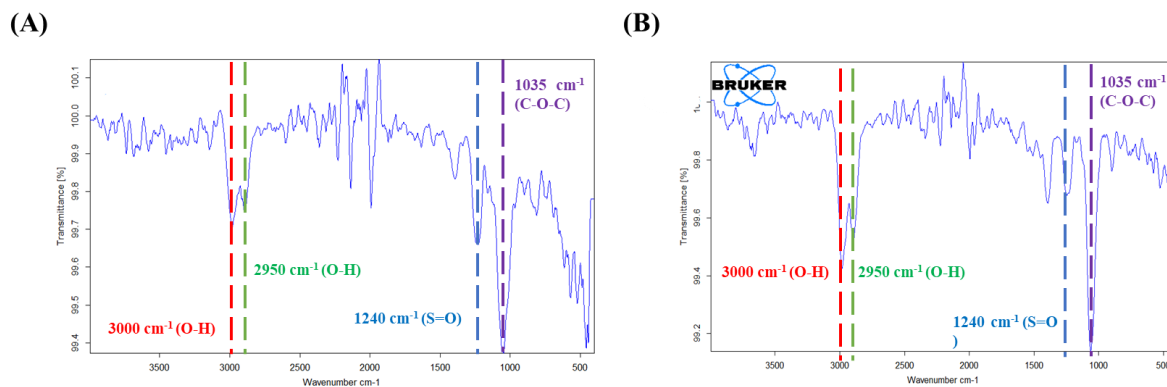 (A)
100.1
100.0
99.9
99.8
99.7
99.6
99.5
99.4
Transmittance [%]
3500
3000
2500
2000
1500
1000
500
Wavenumber cm-1
3000 cm-1 (O-H)
2950 cm-1 (O-H)
1240 cm-1 (S=O)
1035 cm-1
(C-O-C)
(B)
BRUKER
99.8
99.6
99.4
99.2
Transmittance [%]
3500
3000
2500
2000
1500
1000
500
Wavenumber cm-1
3000 cm-1 (O-H)
2950 cm-1 (O-H)
1240 cm-1 (S=O
)
1035 cm-1
(C-O-C)